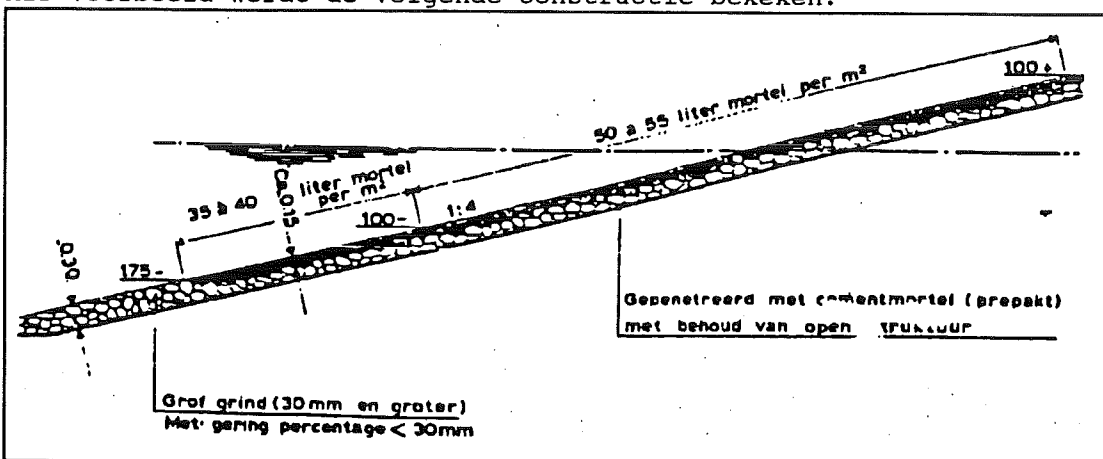 100+
50 a 55 liter mortel per m²
35 à 40 liter mortel
per m²
Ca.0.15
100-
1:4
175-
0.30
Gepenetreerd met cementmortel (prepakt)
met behoud van open
Grof grind (30 mm en groter)
Met gering percentage < 30mm